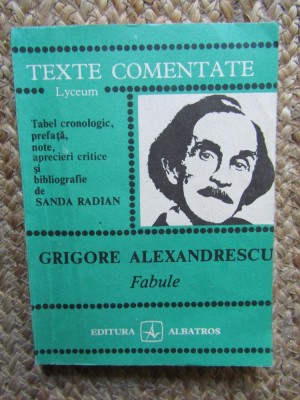 TEXTE COMENTATE
Lyceum
Tabel cronologic,
prefață,
note,
aprecieri critice
și
bibliografie
de
SANDA RADIAN
GRIGORE ALEXANDRESCU
Fabule
EDITURA ALBATROS